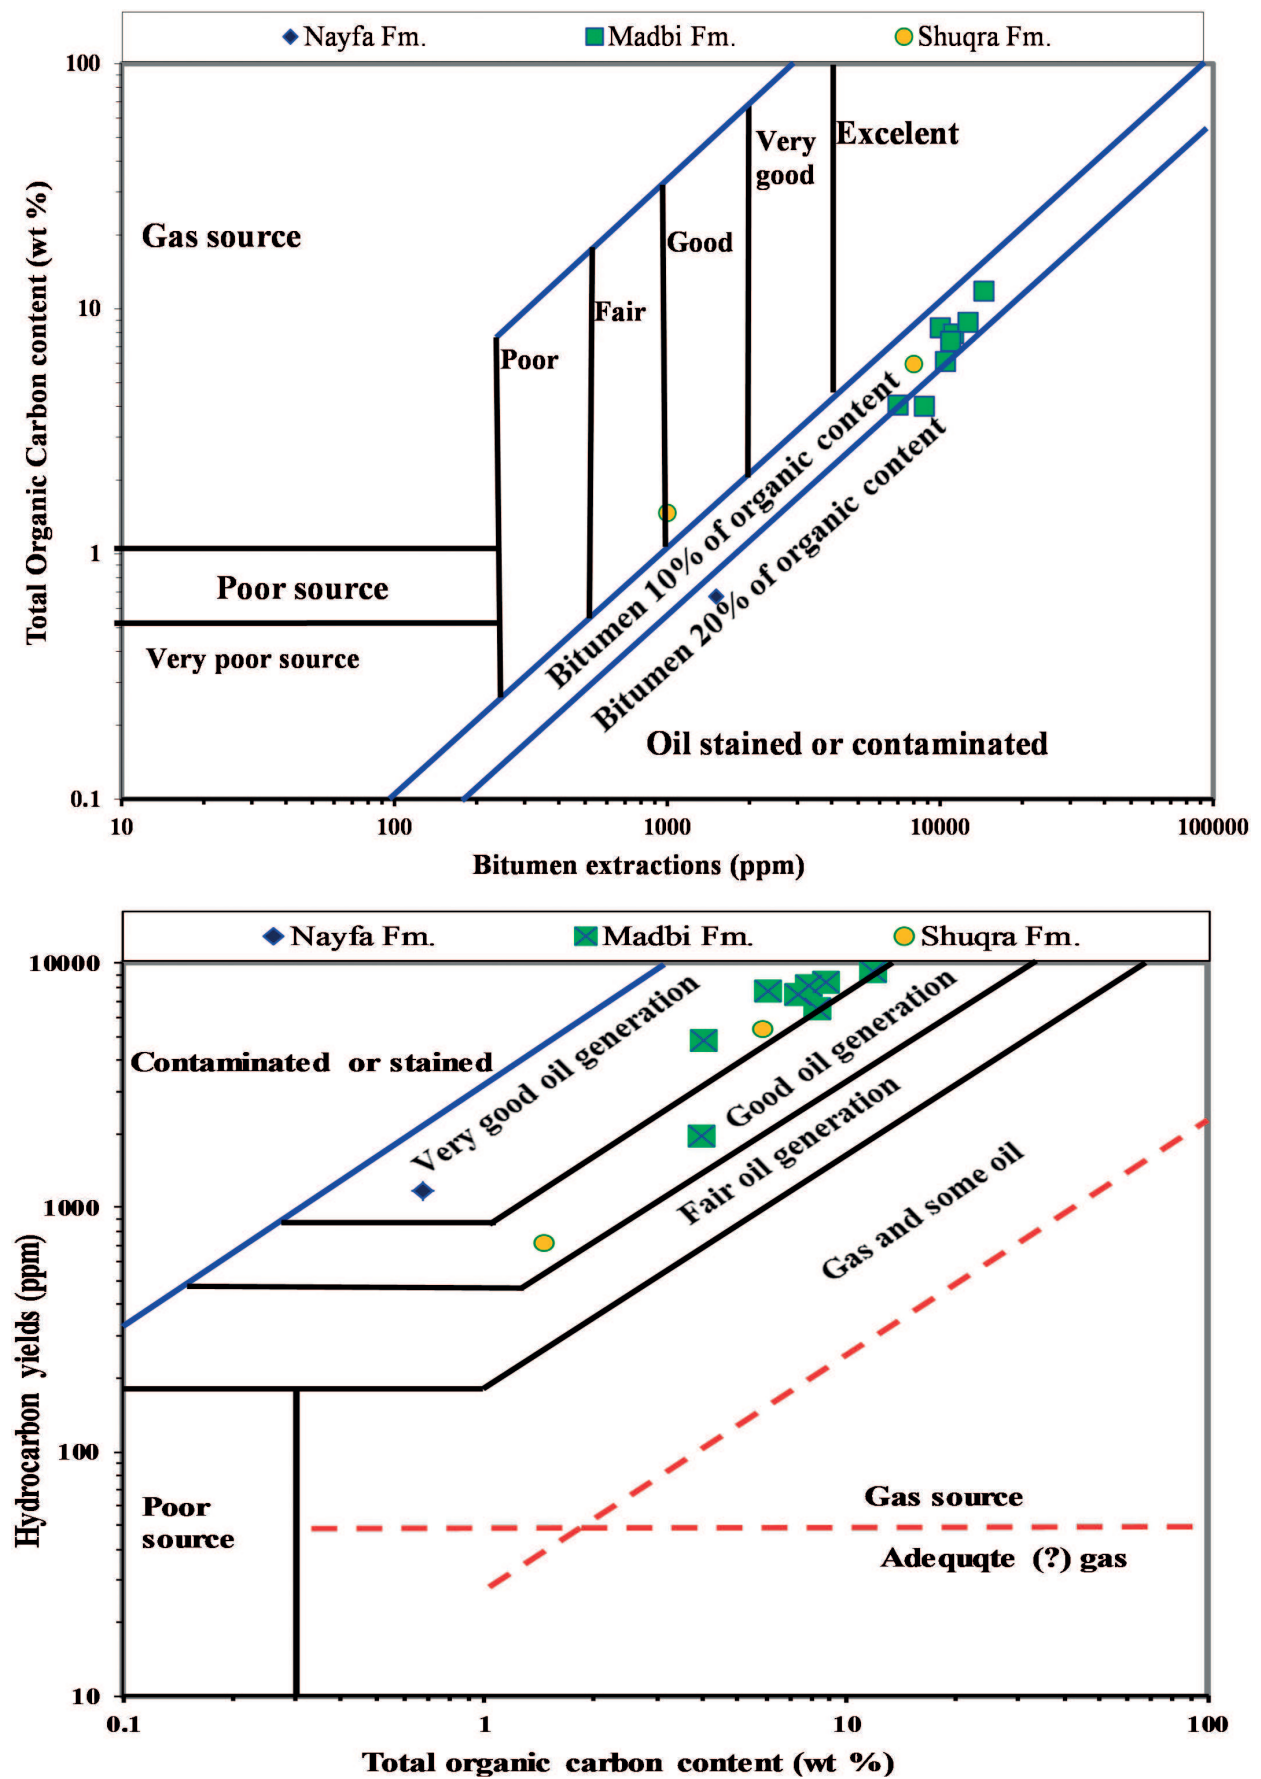 Nayfa Fm. Madbi Fm. Shuqra Fm.
100
Very
good
Excelent
Gas source
Good
10
Fair
Poor
1
Poor source
Very poor source
Bitumen 10% of organic content
Bitumen 20% of organic content
Oil stained or contaminated
0.1
10 100 1000 10000 100000
Total Organic Carbon content (wt %)
Bitumen extractions (ppm)
Nayfa Fm. Madbi Fm. Shuqra Fm.
10000
Contaminated or stained
Very good oil generation
Good oil generation
Fair oil generation
Gas and some oil
1000
100
Poor
source
Gas source
Adequqte (?) gas
10
0.1 1 10 100
Hydrocarbon yields (ppm)
Total organic carbon content (wt %)